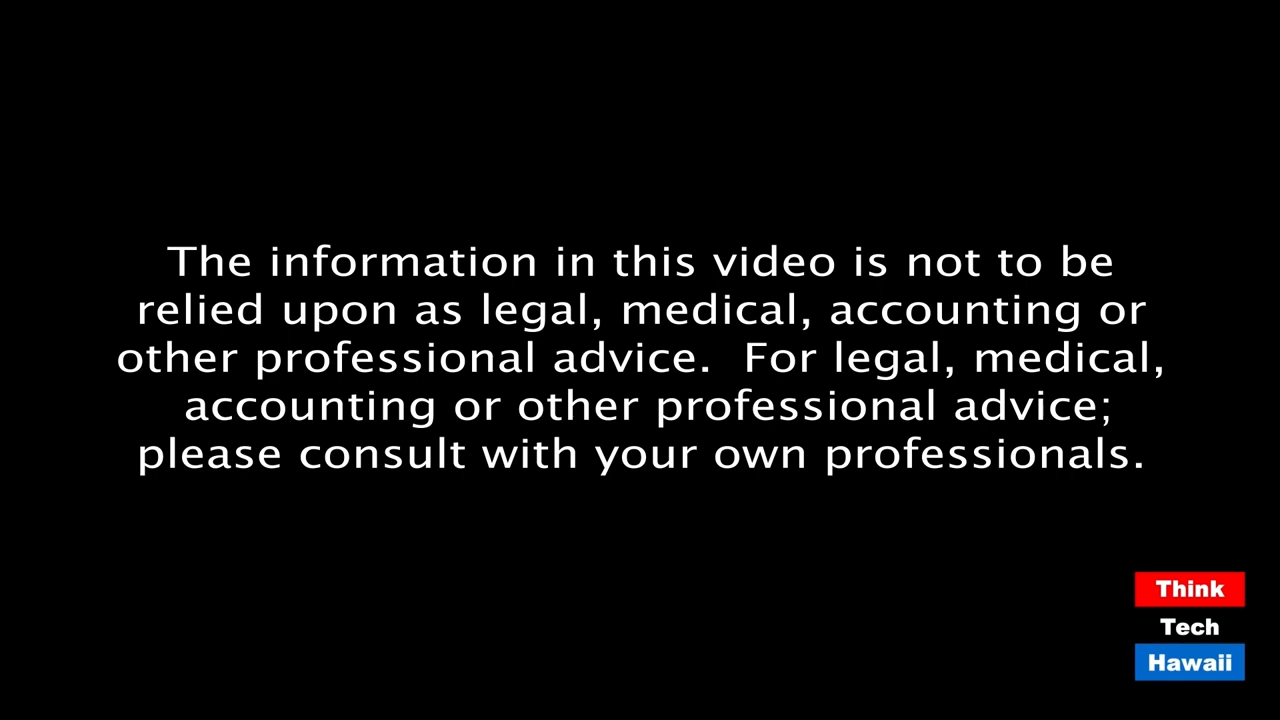 The information in this video is not to be
relied upon as legal, medical, accounting or
other professional advice.  For legal, medical,
accounting or other professional advice;
please consult with your own professionals.
Think
Tech
Hawaii